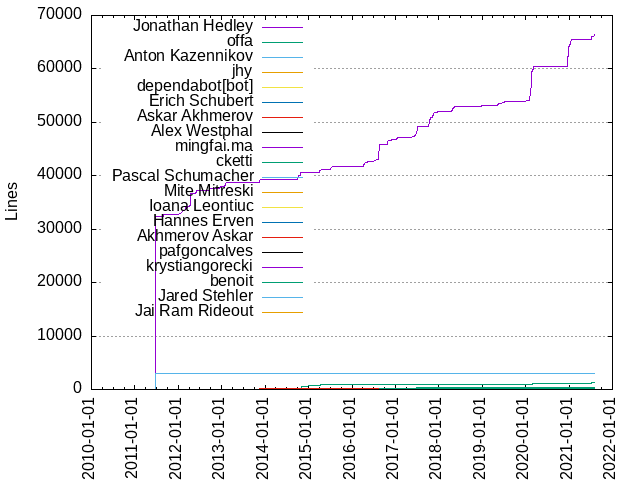 70000
60000
50000
40000
30000
20000
10000
0
Lines
Jonathan Hedley
offa
Anton Kazennikov
jhy
dependabot[bot]
Erich Schubert
Askar Akhmerov
Alex Westphal
mingfai.ma
cketti
Pascal Schumacher
Mite Mitreski
Ioana Leontiuc
Hannes Erven
Akhmerov Askar
pafgoncalves
krystiangorecki
benoit
Jared Stehler
Jai Ram Rideout
2010-01-01
2011-01-01
2012-01-01
2013-01-01
2014-01-01
2015-01-01
2016-01-01
2017-01-01
2018-01-01
2019-01-01
2020-01-01
2021-01-01
2022-01-01